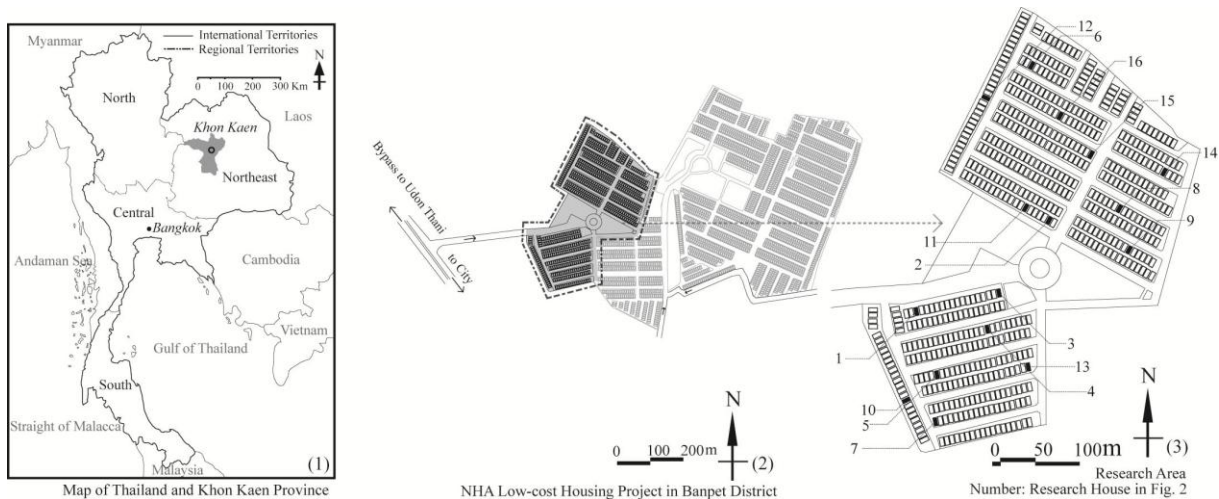 Myanmar
International Territories
Regional Territories
N
0 100 200 300 Km
North
Laos
Khon Kaen
Northeast
Central
Bangkok
Andaman Sea
Cambodia
Vietnam
Gulf of Thailand
South
Straight of Malacca
Malaysia
(1)
Map of Thailand and Khon Kaen Province
Bypass to Udon Thani
to City
0 100 200m
N
(2)
NHA Low-cost Housing Project in Banpet District
12
6
16
15
14
8
9
11
2
1
3
13
4
10
5
7
N
0 50 100m
(3)
Research Area
Number: Research House in Fig. 2